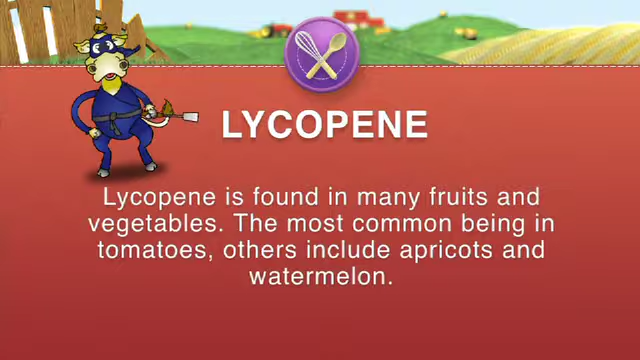 LYCOPENE
Lycopene is found in many fruits and
vegetables. The most common being in
tomatoes, others include apricots and
watermelon.